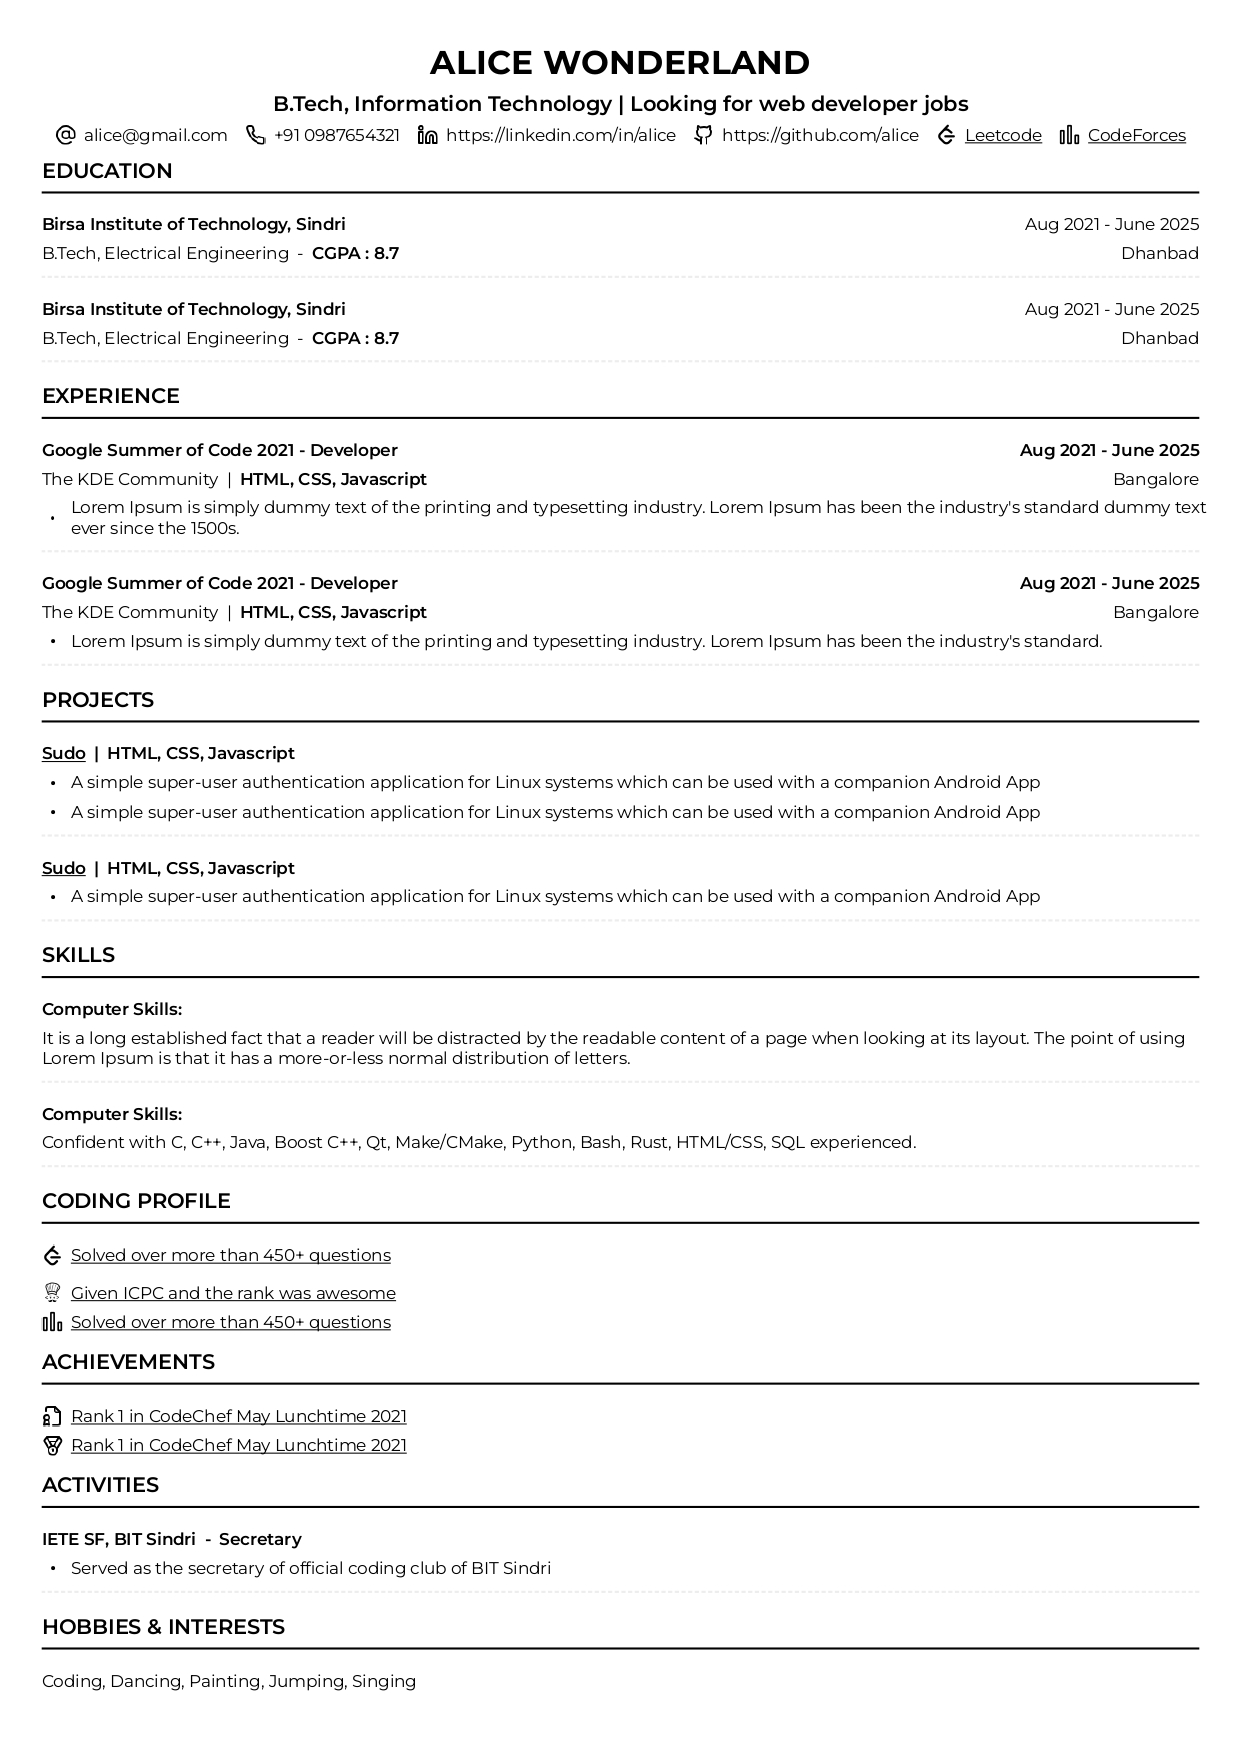 ALICE WONDERLAND
B.Tech, Information Technology | Looking for web developer jobs
alice@gmail.com +91 0987654321 https://linkedin.com/in/alice https://github.com/alice Leetcode CodeForces
EDUCATION
Birsa Institute of Technology, Sindri Aug 2021 - June 2025
B.Tech, Electrical Engineering - CGPA : 8.7 Dhanbad
Birsa Institute of Technology, Sindri Aug 2021 - June 2025
B.Tech, Electrical Engineering - CGPA : 8.7 Dhanbad
EXPERIENCE
Google Summer of Code 2021 - Developer Aug 2021 - June 2025
The KDE Community | HTML, CSS, Javascript Bangalore
• Lorem Ipsum is simply dummy text of the printing and typesetting industry. Lorem Ipsum has been the industry's standard dummy text
ever since the 1500s.
Google Summer of Code 2021 - Developer Aug 2021 - June 2025
The KDE Community | HTML, CSS, Javascript Bangalore
• Lorem Ipsum is simply dummy text of the printing and typesetting industry. Lorem Ipsum has been the industry's standard.
PROJECTS
Sudo | HTML, CSS, Javascript
• A simple super-user authentication application for Linux systems which can be used with a companion Android App
• A simple super-user authentication application for Linux systems which can be used with a companion Android App
Sudo | HTML, CSS, Javascript
• A simple super-user authentication application for Linux systems which can be used with a companion Android App
SKILLS
Computer Skills:
It is a long established fact that a reader will be distracted by the readable content of a page when looking at its layout. The point of using
Lorem Ipsum is that it has a more-or-less normal distribution of letters.
Computer Skills:
Confident with C, C++, Java, Boost C++, Qt, Make/CMake, Python, Bash, Rust, HTML/CSS, SQL experienced.
CODING PROFILE
Solved over more than 450+ questions
Given ICPC and the rank was awesome
Solved over more than 450+ questions
ACHIEVEMENTS
Rank 1 in CodeChef May Lunchtime 2021
Rank 1 in CodeChef May Lunchtime 2021
ACTIVITIES
IETE SF, BIT Sindri - Secretary
• Served as the secretary of official coding club of BIT Sindri
HOBBIES & INTERESTS
Coding, Dancing, Painting, Jumping, Singing